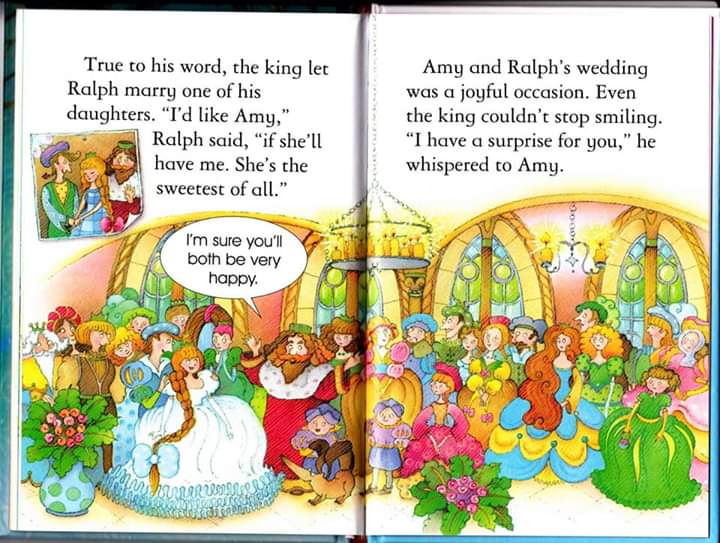 True to his word, the king let
Ralph marry one of his
daughters. “I’d like Amy,”
Ralph said, “if she’ll
have me. She’s the
sweetest of all.”
I’m sure you’ll
both be very
happy.
Amy and Ralph’s wedding
was a joyful occasion. Even
the king couldn’t stop smiling.
“I have a surprise for you,” he
whispered to Amy.